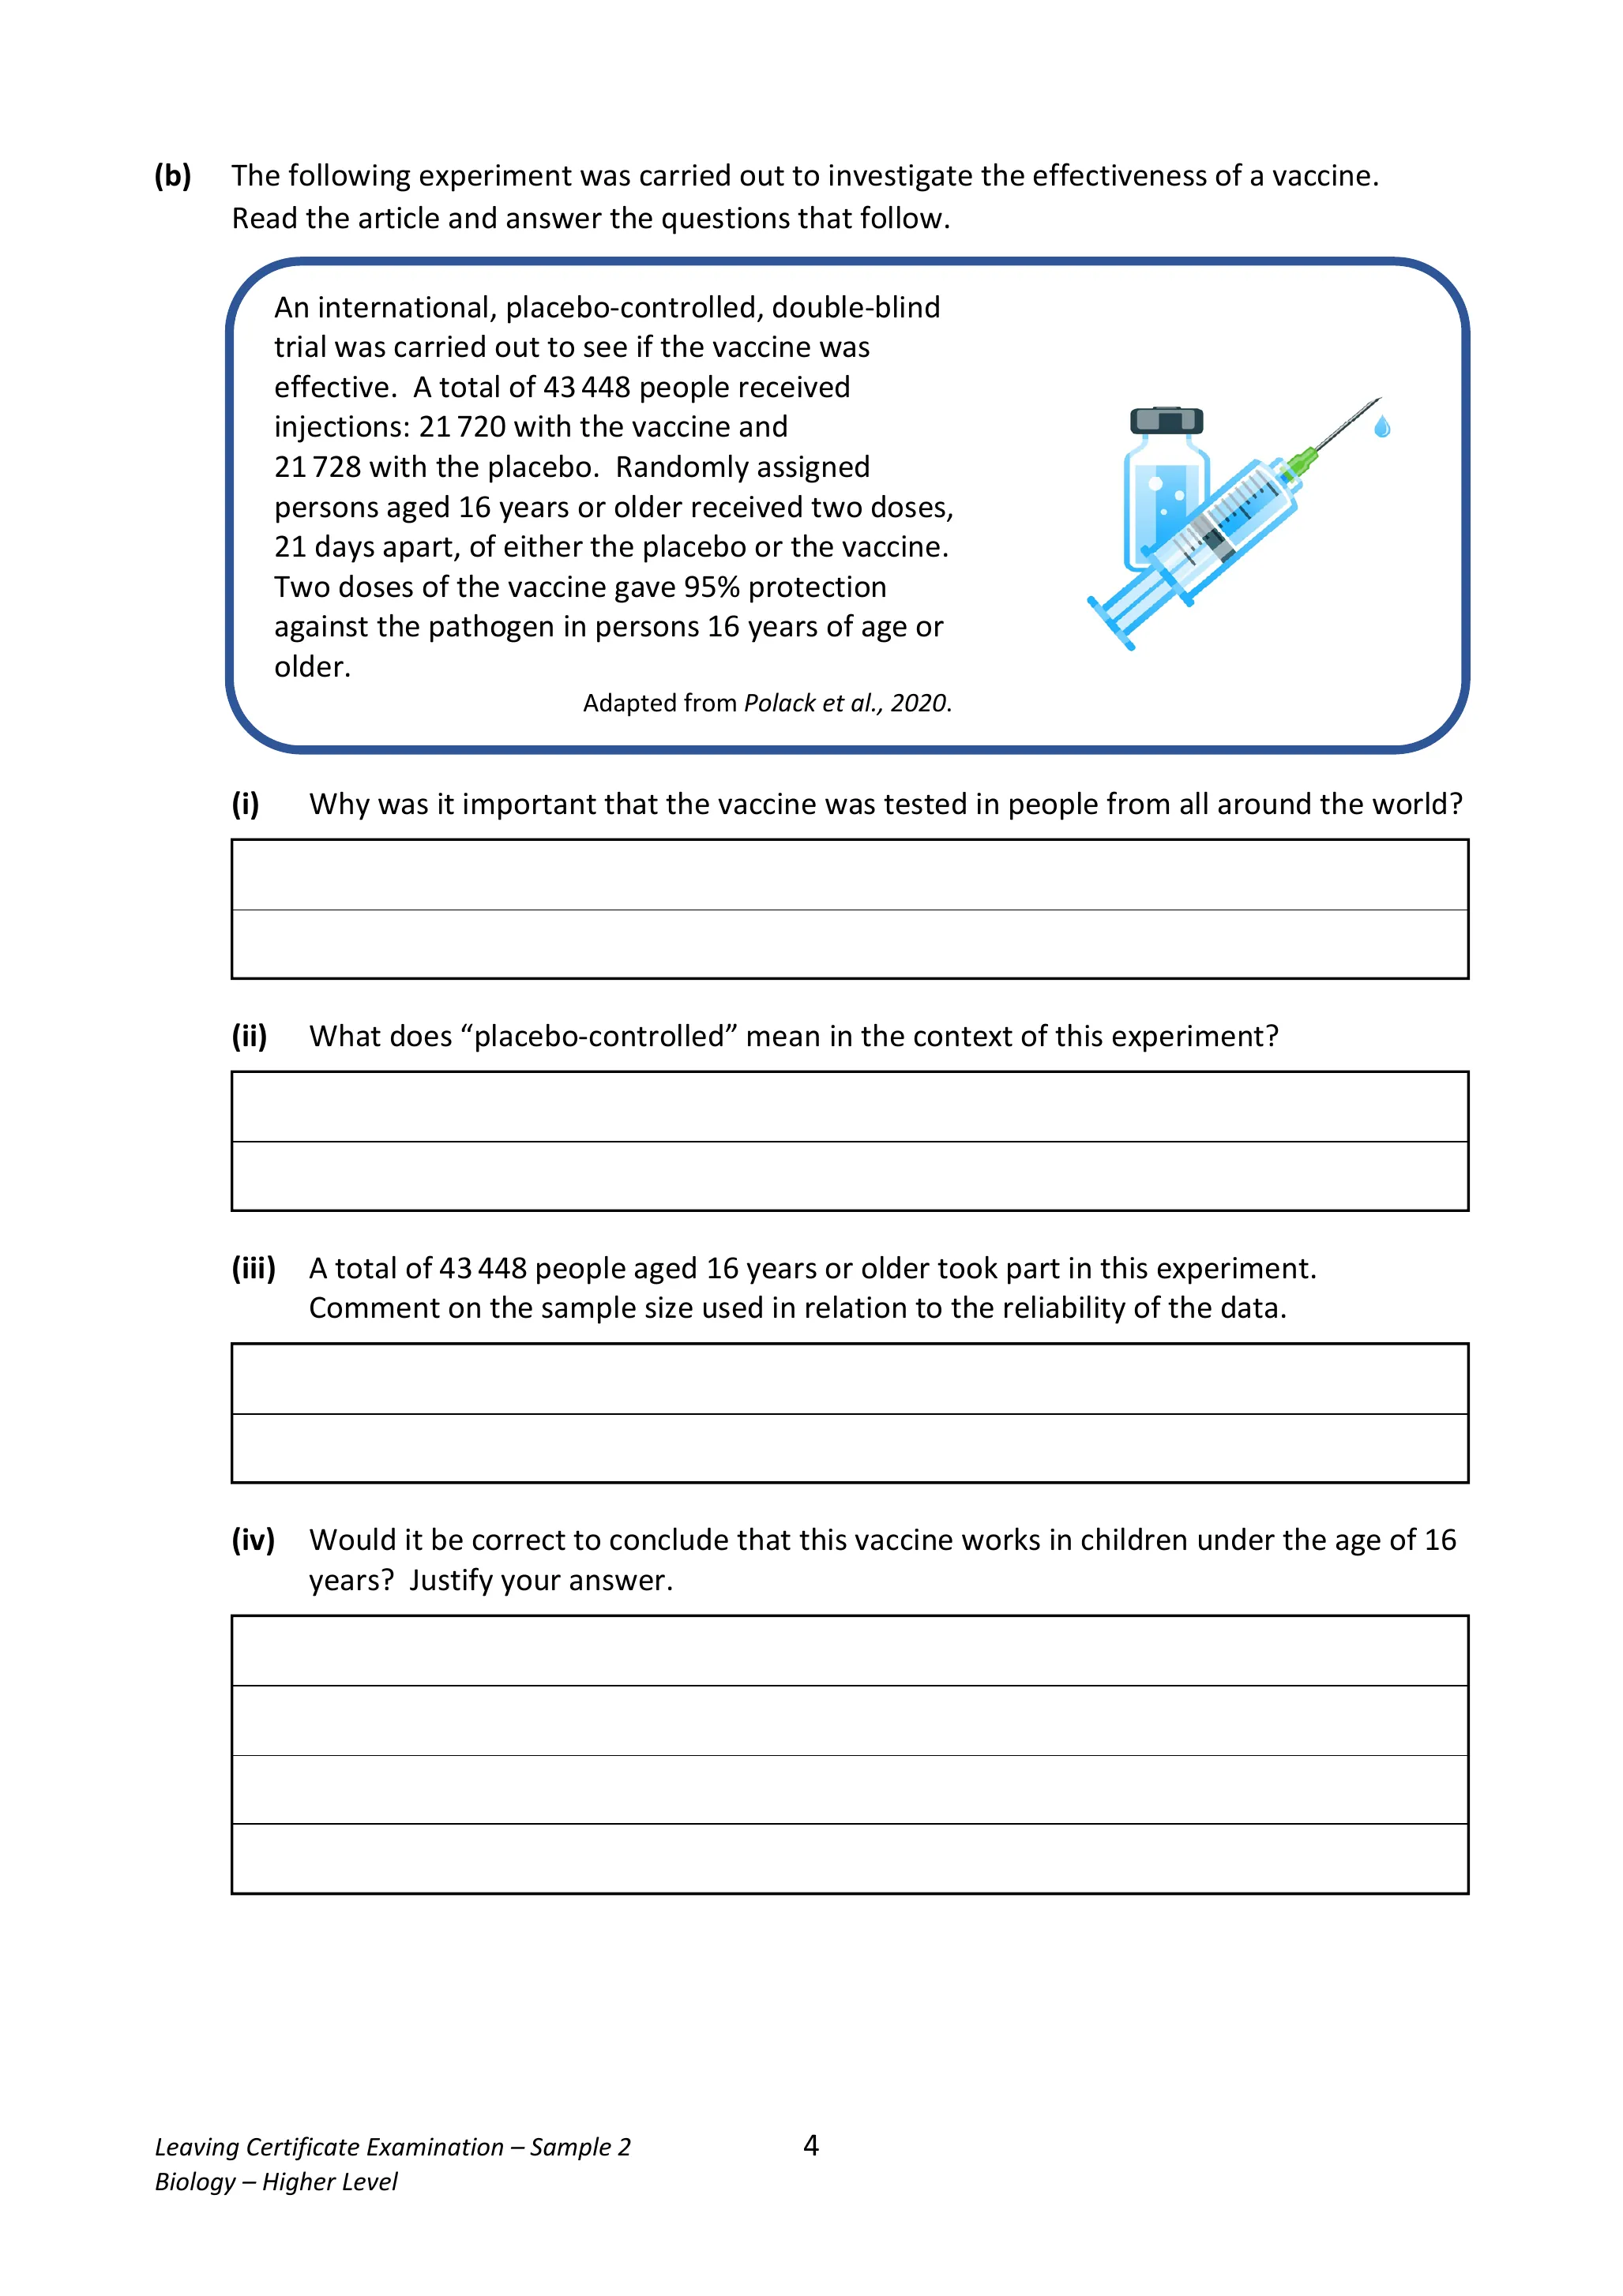 (b) The following experiment was carried out to investigate the effectiveness of a vaccine.
Read the article and answer the questions that follow.
An international, placebo-controlled, double-blind
trial was carried out to see if the vaccine was
effective. A total of 43 448 people received
injections: 21 720 with the vaccine and
21 728 with the placebo. Randomly assigned
persons aged 16 years or older received two doses,
21 days apart, of either the placebo or the vaccine.
Two doses of the vaccine gave 95% protection
against the pathogen in persons 16 years of age or
older.
Adapted from Polack et al., 2020.
(i) Why was it important that the vaccine was tested in people from all around the world?
(ii) What does “placebo-controlled” mean in the context of this experiment?
(iii) A total of 43 448 people aged 16 years or older took part in this experiment.
Comment on the sample size used in relation to the reliability of the data.
(iv) Would it be correct to conclude that this vaccine works in children under the age of 16
years? Justify your answer.
Leaving Certificate Examination – Sample 2 4
Biology – Higher Level